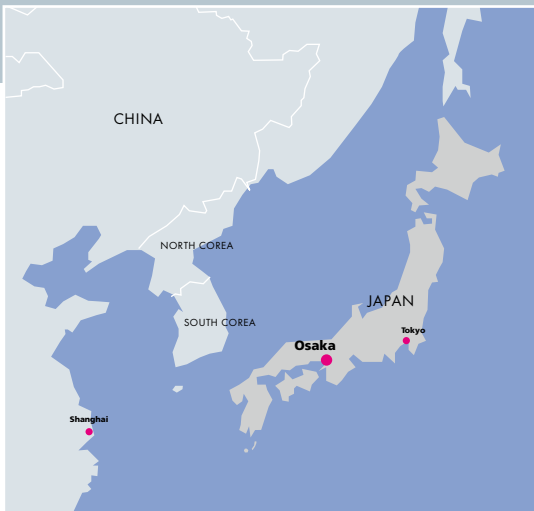 CHINA
NORTH COREA
JAPAN
SOUTH COREA
Tokyo
Osaka
Shanghai